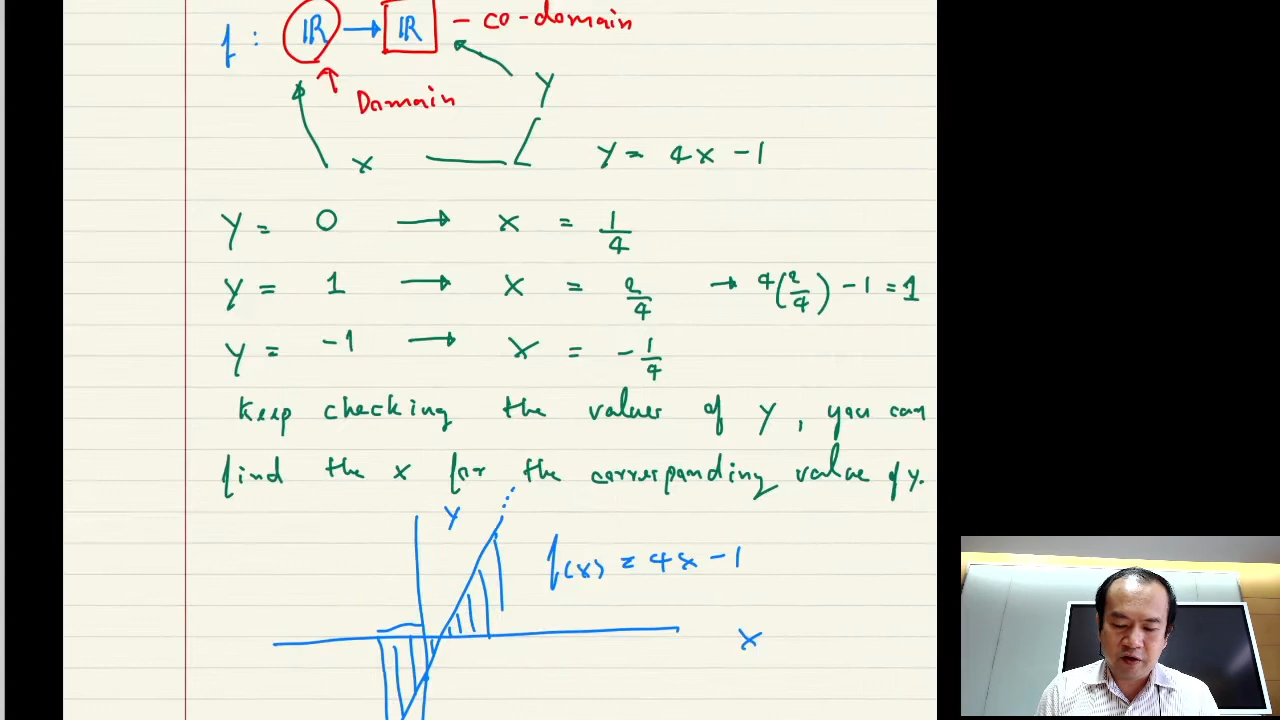 f : ℝ → ℝ - co-domain
Domain
y
x
y = 4x - 1
y = 0 → x = 1/4
y = 1 → x = 2/4 → 4(2/4) - 1 = 1
y = -1 → x = -1/4
keep checking the values of y, you can
find the x for the corresponding value of y.
y
f(x) = 4x - 1
x